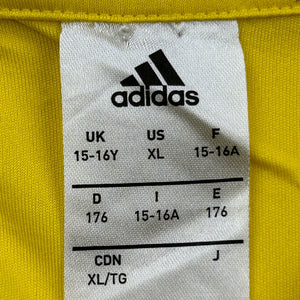 adidas
UK US F
15-16Y XL 15-16A
D I E
176 15-16A 176
CDN J
XL/TG